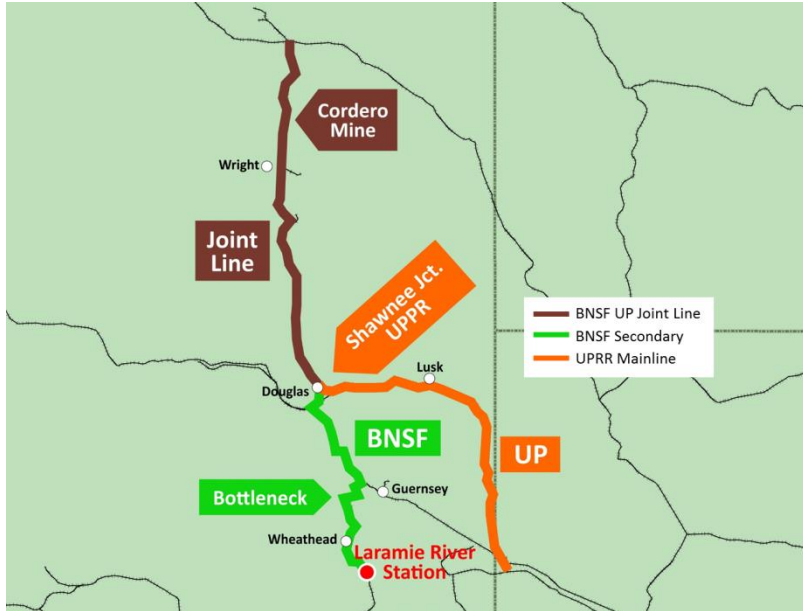 Cordero
Mine
Wright
Joint
Line
Shawnee Jct.
UPPR
BNSF UP Joint Line
BNSF Secondary
UPRR Mainline
Lusk
Douglas
BNSF
UP
Bottleneck
Guernsey
Wheathead
Laramie River
Station